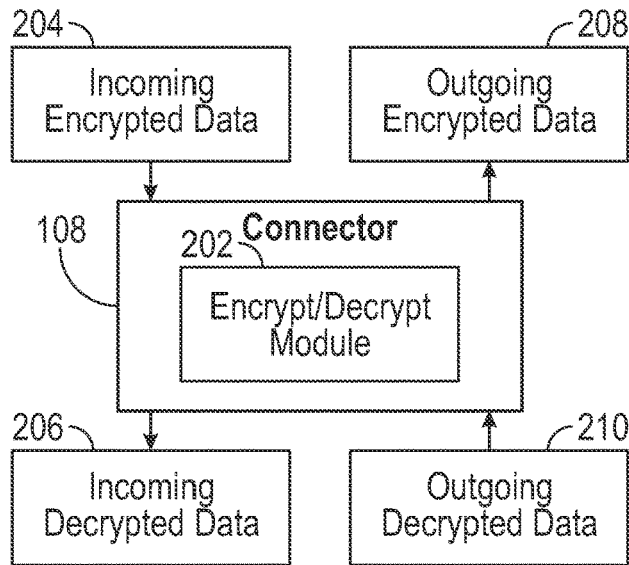 204
208
Incoming
Encrypted Data
Outgoing
Encrypted Data
108
Connector
202
Encrypt/Decrypt
Module
206
210
Incoming
Decrypted Data
Outgoing
Decrypted Data